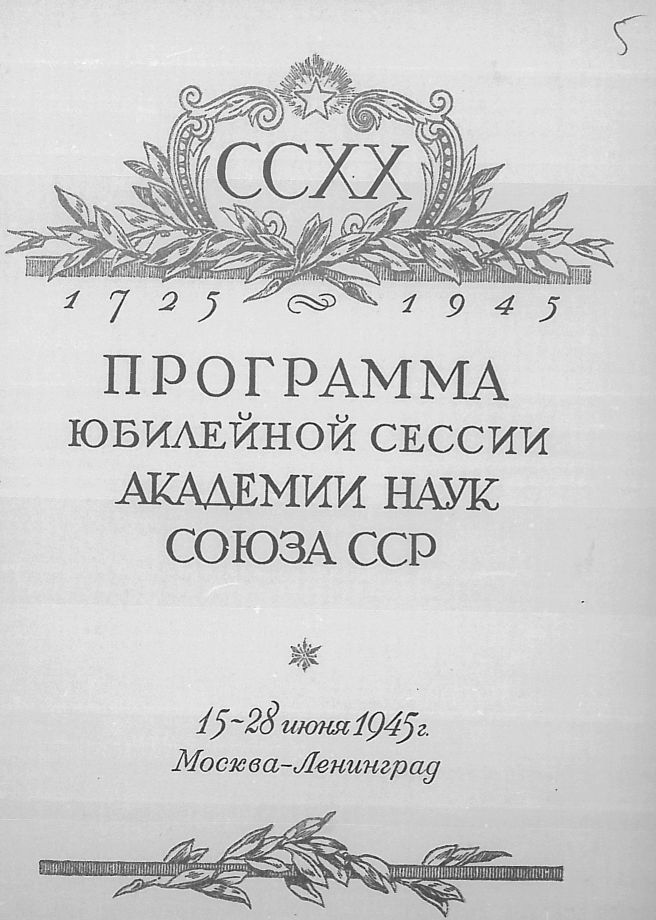 5
CCXX
1725 ~ 1945
ПРОГРАММА
ЮБИЛЕЙНОЙ СЕССИИ
АКАДЕМИИ НАУК
СОЮЗА ССР
15-28 июня 1945 г.
Москва-Ленинград